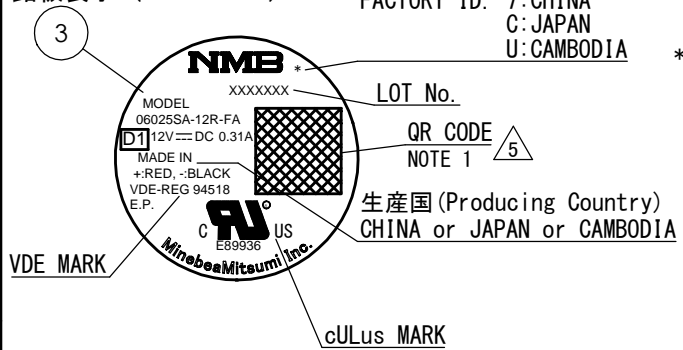 FACTORY ID. 7:CHINA
C:JAPAN
U:CAMBODIA
*
3
NMB *
XXXXXXX
LOT No.
MODEL
06025SA-12R-FA
D1 12V⎓DC 0.31A
QR CODE
NOTE 1
5
MADE IN
+:RED, -:BLACK
VDE-REG 94518
E.P.
生産国(Producing Country)
CHINA or JAPAN or CAMBODIA
C UR US
E89936
MinebeaMitsumi Inc.
VDE MARK
cULus MARK